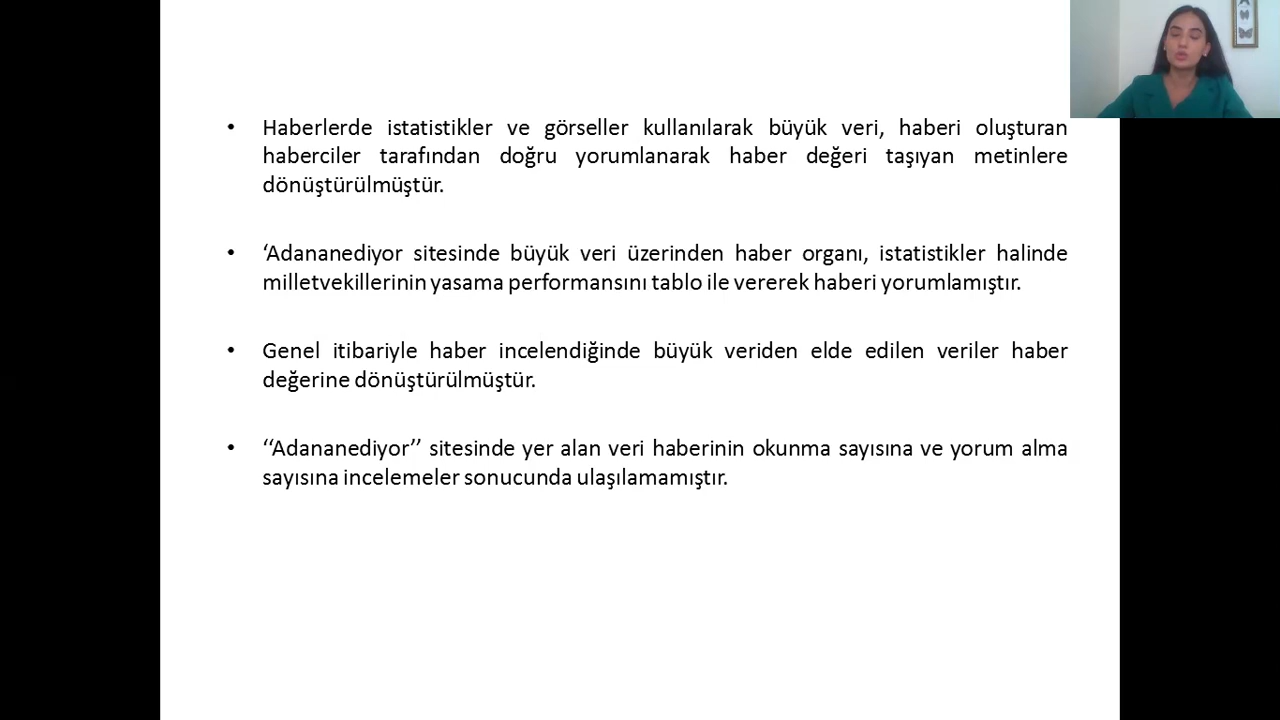 • Haberlerde istatistikler ve görseller kullanılarak büyük veri, haberi oluşturan
haberciler tarafından doğru yorumlanarak haber değeri taşıyan metinlere
dönüştürülmüştür.
• ‘Adananediyor sitesinde büyük veri üzerinden haber organı, istatistikler halinde
milletvekillerinin yasama performansını tablo ile vererek haberi yorumlamıştır.
• Genel itibariyle haber incelendiğinde büyük veriden elde edilen veriler haber
değerine dönüştürülmüştür.
• ‘‘Adananediyor’’ sitesinde yer alan veri haberinin okunma sayısına ve yorum alma
sayısına incelemeler sonucunda ulaşılamamıştır.